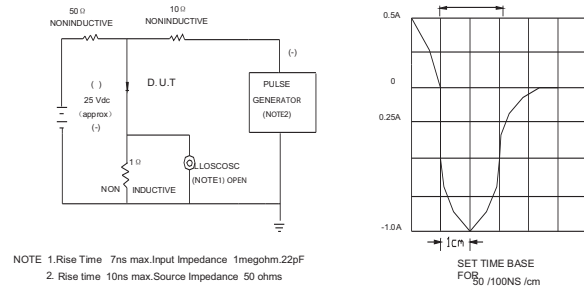 50Ω
NONINDUCTIVE
10Ω
NONINDUCTIVE
(-)
( )
25 Vdc
(approx)
(-)
D.U.T
PULSE
GENERATOR
(NOTE2)
1Ω
NON INDUCTIVE
LLOSCOSC
(NOTE1) OPEN
NOTE 1.Rise Time 7ns max.Input Impedance 1megohm.22pF
2. Rise time 10ns max.Source Impedance 50 ohms
0.5A
0
0.25A
-1.0A
1cm
SET TIME BASE
FOR
50 /100NS /cm